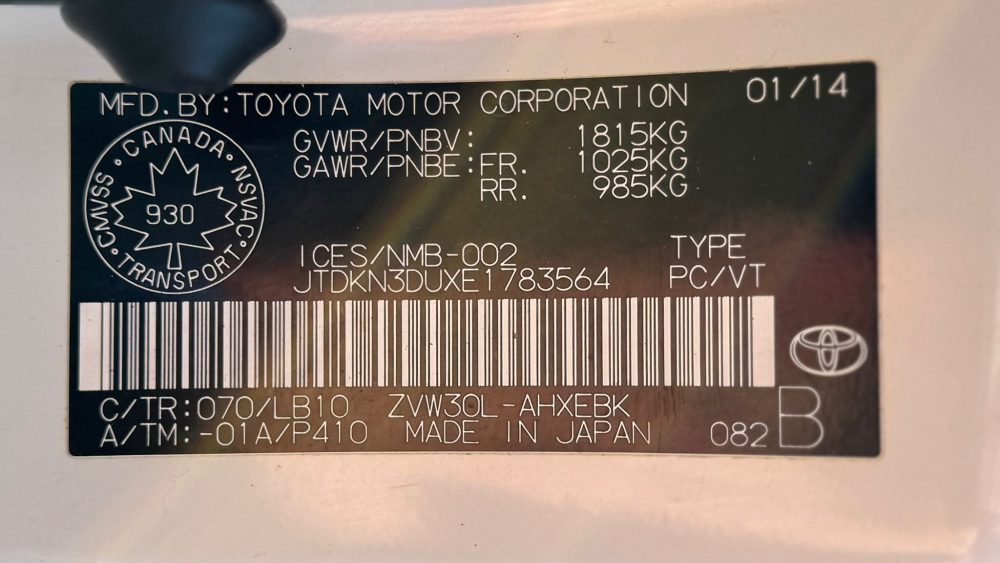 MFD. BY: TOYOTA MOTOR CORPORATION 01/14
GVWR/PNBV: 1815KG
GAWR/PNBE: FR. 1025KG
RR. 985KG
CANADA · NSVAC · TRANSPORT · CMVSS ·
930
ICES/NMB-002
JTDKN3DUXE1783564
TYPE
PC/VT
C/TR: 070/LB10 ZVW30L-AHXEBK
A/TM: -01A/P410 MADE IN JAPAN 082 B